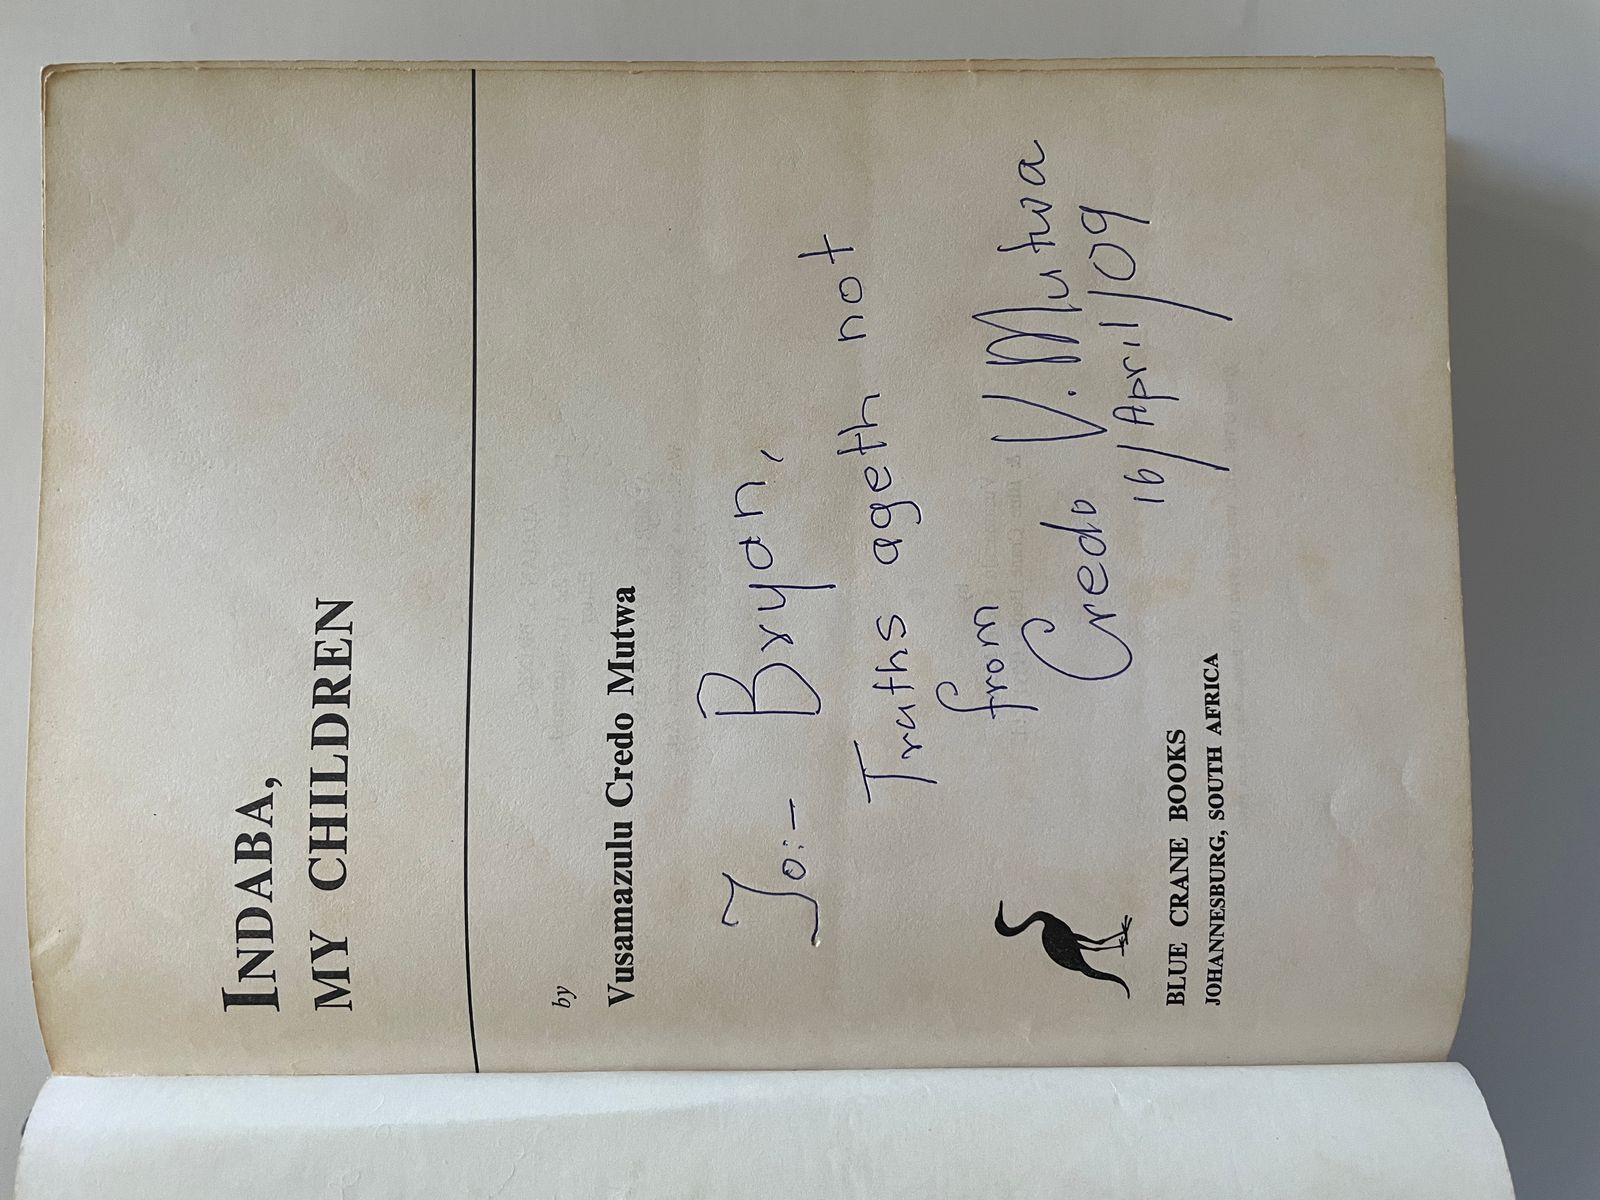 INDABA,
MY CHILDREN
by
Vusamazulu Credo Mutwa
To:- Bryan,
Truths ageth not
from
Credo V. Mutwa
16/April/09
BLUE CRANE BOOKS
JOHANNESBURG, SOUTH AFRICA